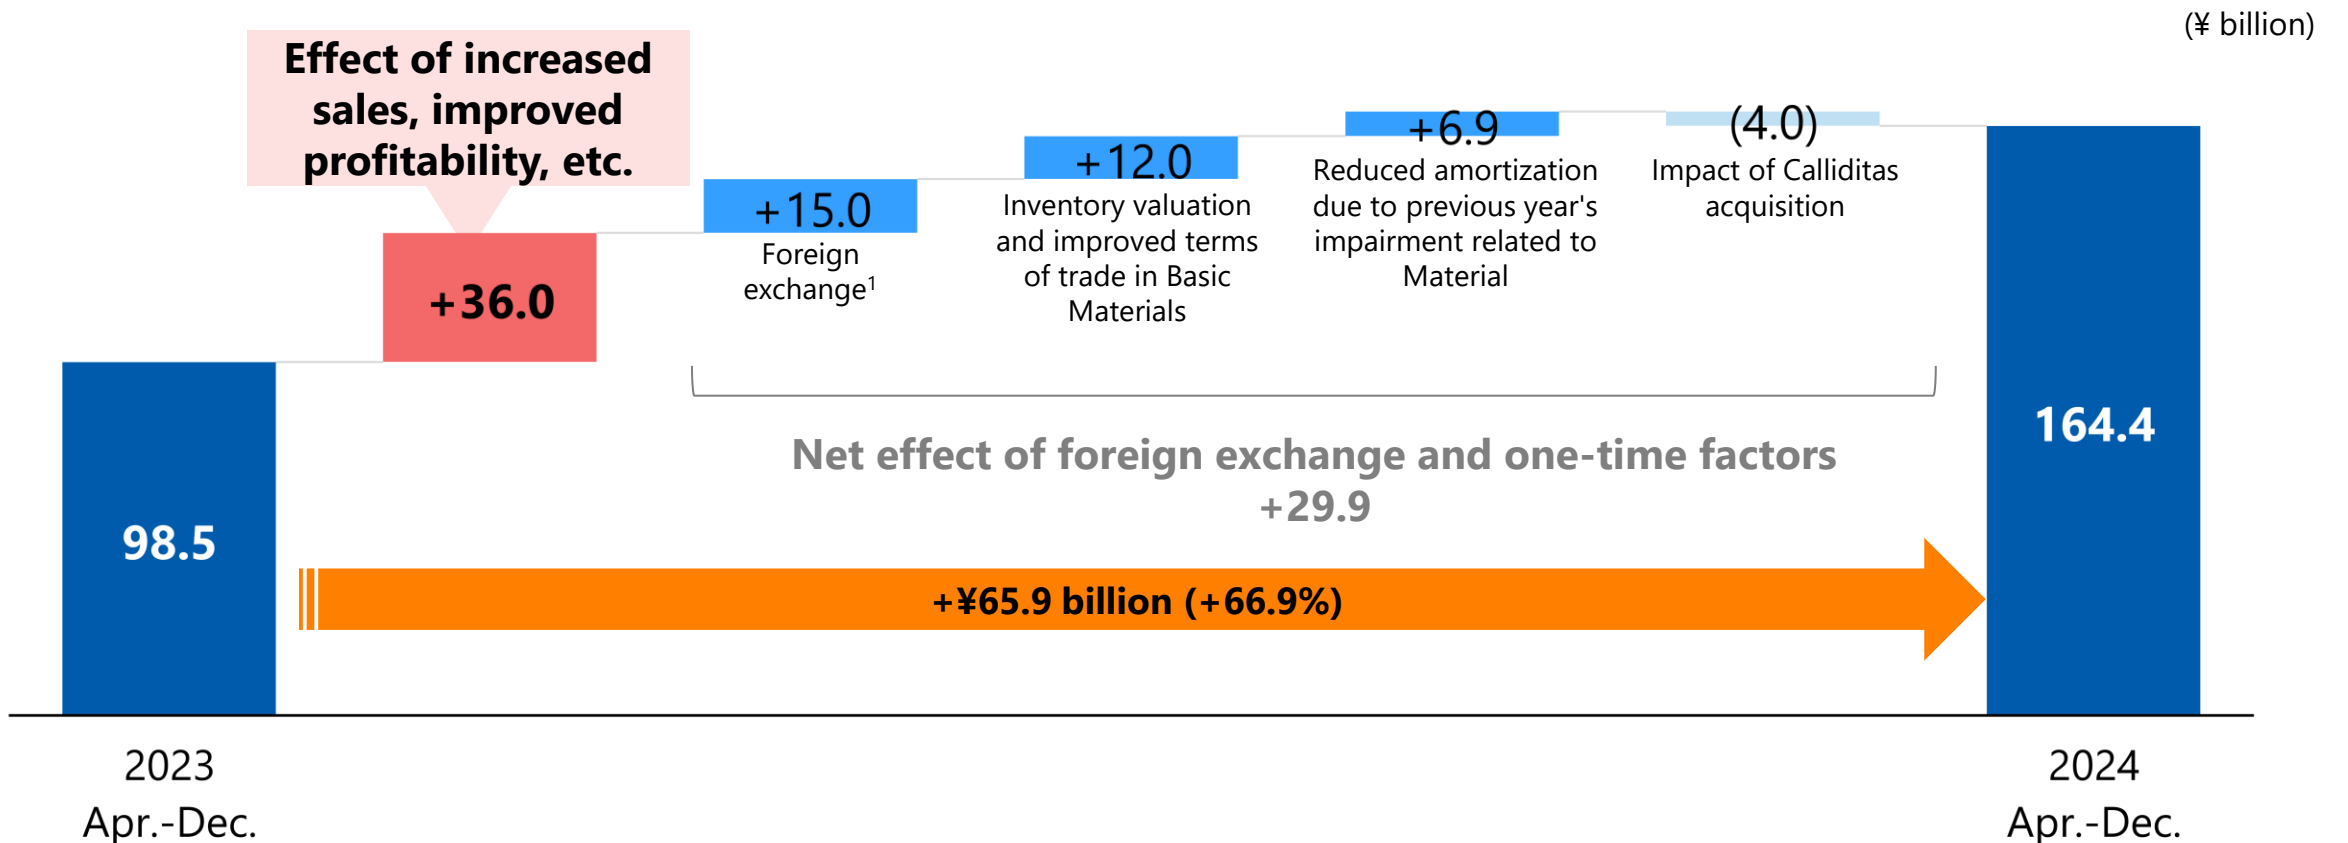 (¥ billion)
Effect of increased
sales, improved
profitability, etc.
+36.0
+15.0
Foreign
exchange¹
+12.0
Inventory valuation
and improved terms
of trade in Basic
Materials
+6.9
Reduced amortization
due to previous year's
impairment related to
Material
(4.0)
Impact of Calliditas
acquisition
Net effect of foreign exchange and one-time factors
+29.9
98.5
164.4
+¥65.9 billion (+66.9%)
2023
Apr.-Dec.
2024
Apr.-Dec.